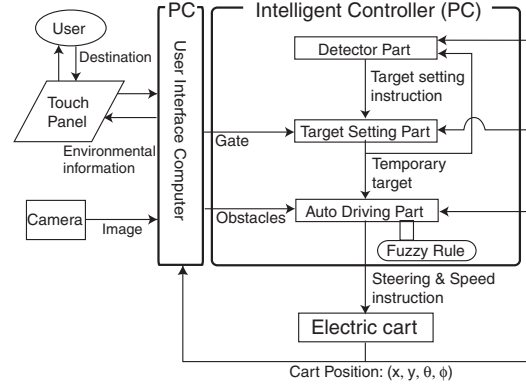 PC
Intelligent Controller (PC)
User
Destination
Touch
Panel
Environmental
information
Camera
Image
User Interface Computer
Gate
Obstacles
Detector Part
Target setting
instruction
Target Setting Part
Temporary
target
Auto Driving Part
Fuzzy Rule
Steering & Speed
instruction
Electric cart
Cart Position: (x, y, θ, ϕ)